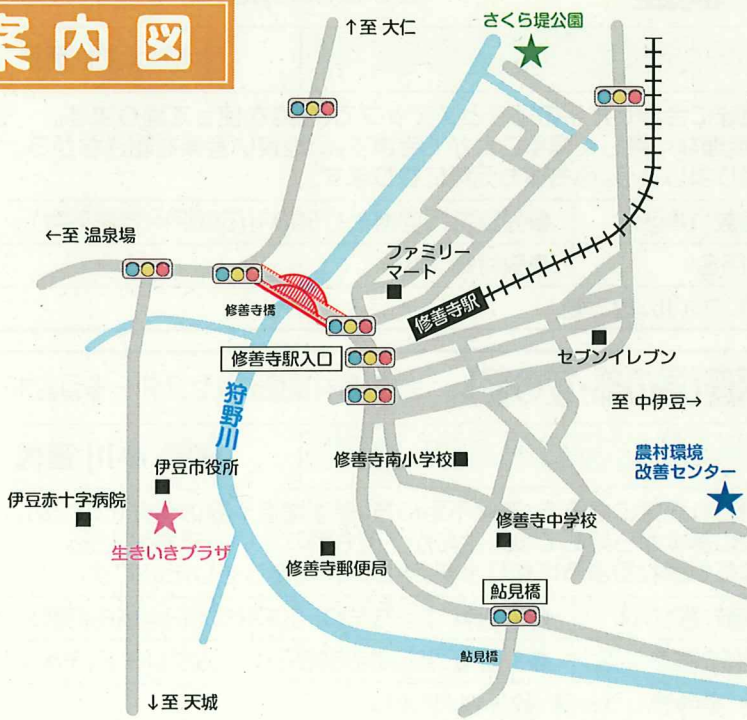 案内図
↑至 大仁
さくら堤公園
←至 温泉場
ファミリー
マート
修善寺橋
修善寺駅
修善寺駅入口
セブンイレブン
狩野川
至 中伊豆→
伊豆市役所
修善寺南小学校
農村環境
改善センター
伊豆赤十字病院
生きいきプラザ
修善寺中学校
修善寺郵便局
鮎見橋
鮎見橋
↓至 天城